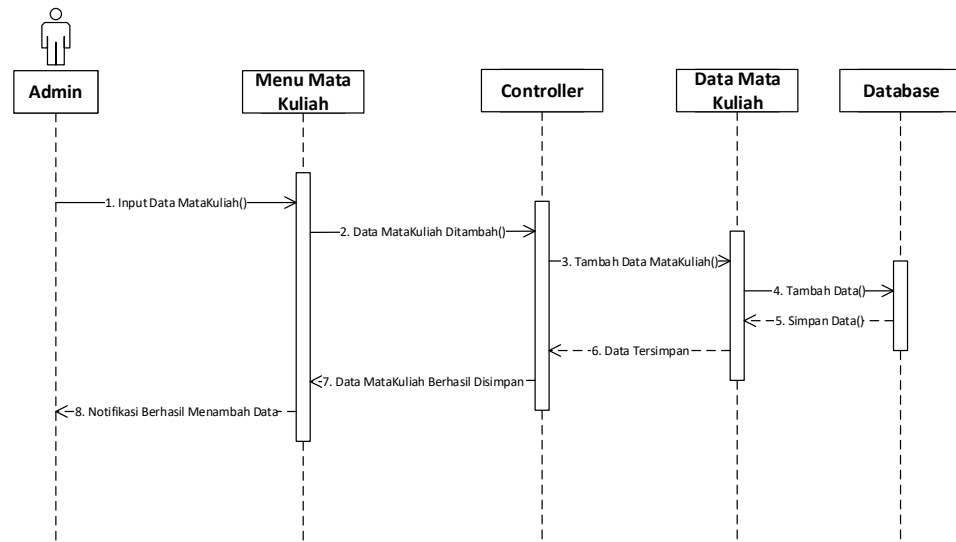 Admin
Menu Mata
Kuliah
Controller
Data Mata
Kuliah
Database
1. Input Data MataKuliah()
2. Data MataKuliah Ditambah()
3. Tambah Data MataKuliah()
4. Tambah Data()
5. Simpan Data()
6. Data Tersimpan
7. Data MataKuliah Berhasil Disimpan
8. Notifikasi Berhasil Menambah Data